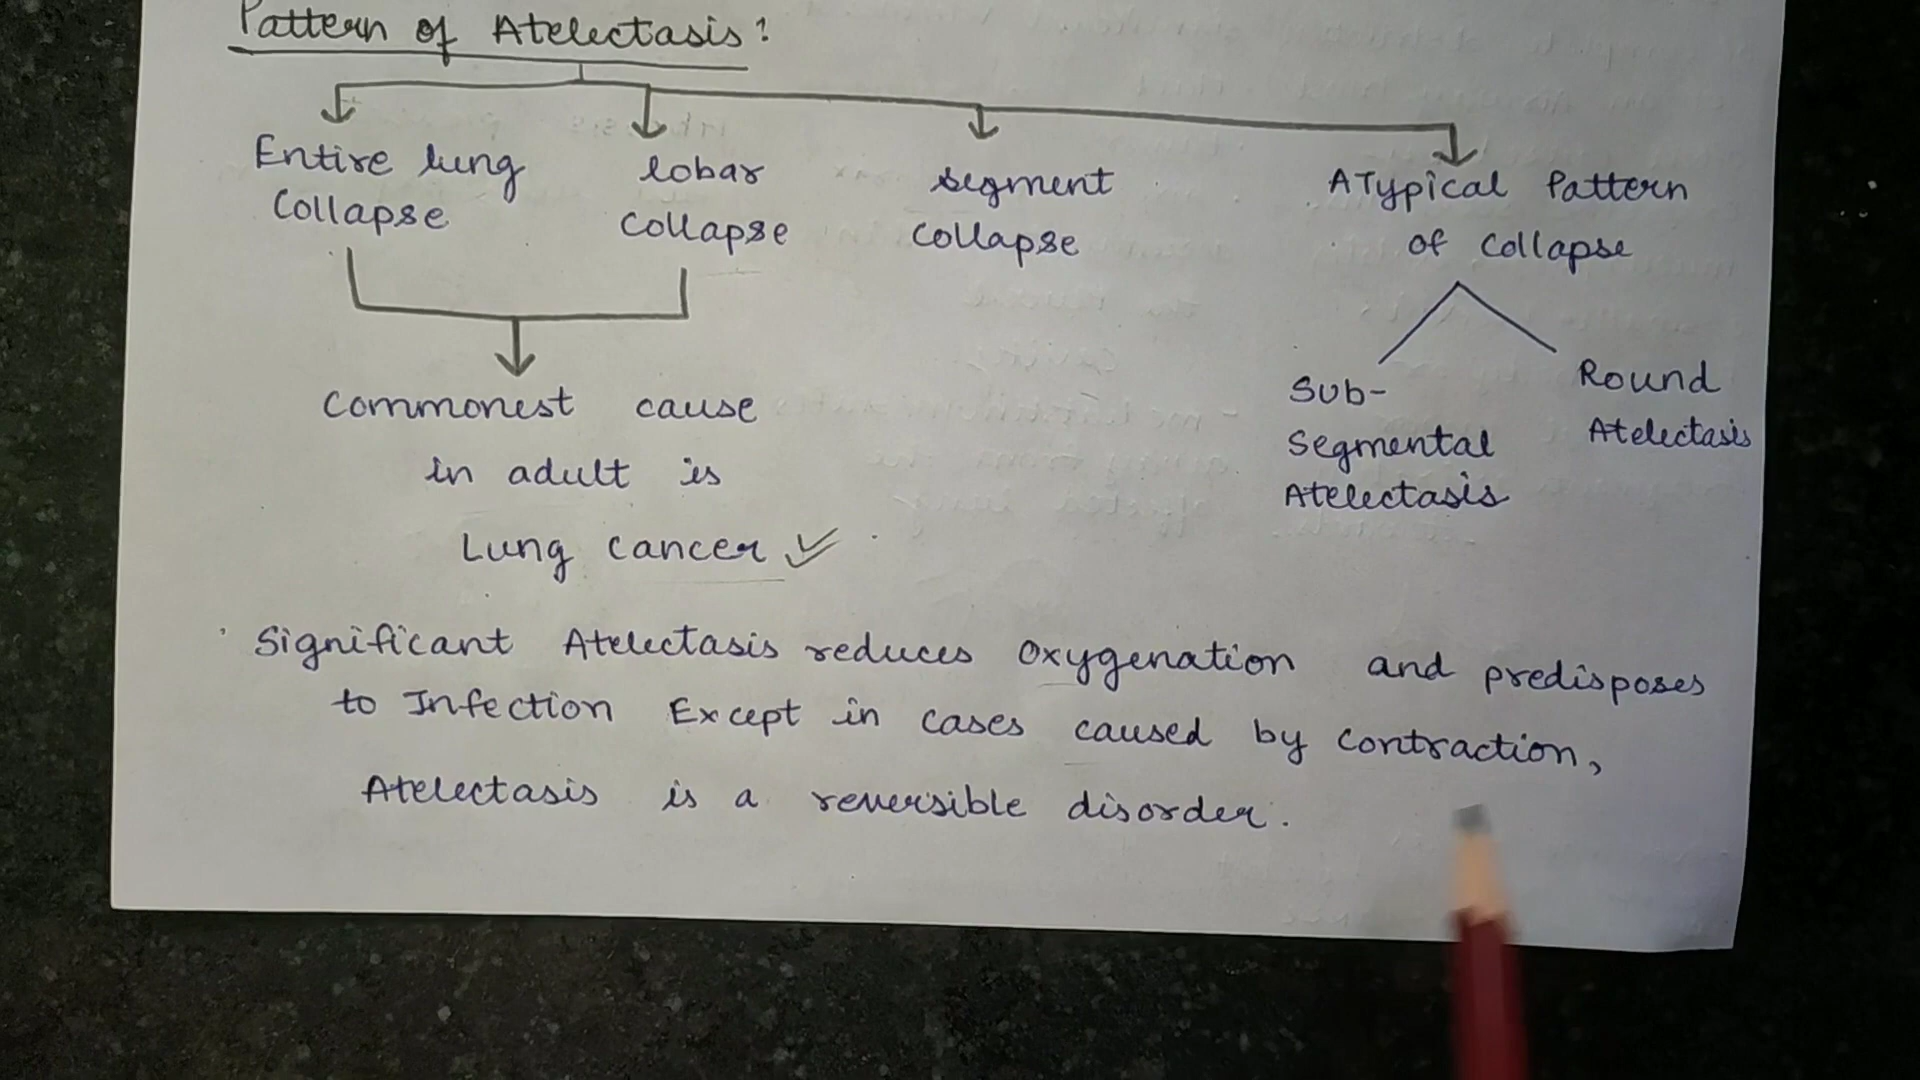 Pattern of Atelectasis:
Entire lung
Collapse
lobar
collapse
segment
collapse
ATypical Pattern
of collapse
Sub-
Segmental
Atelectasis
Round
Atelectasis
Commonest cause
in adult is
Lung cancer
Significant Atelectasis reduces Oxygenation and predisposes
to Infection Except in cases caused by contraction,
Atelectasis is a reversible disorder.